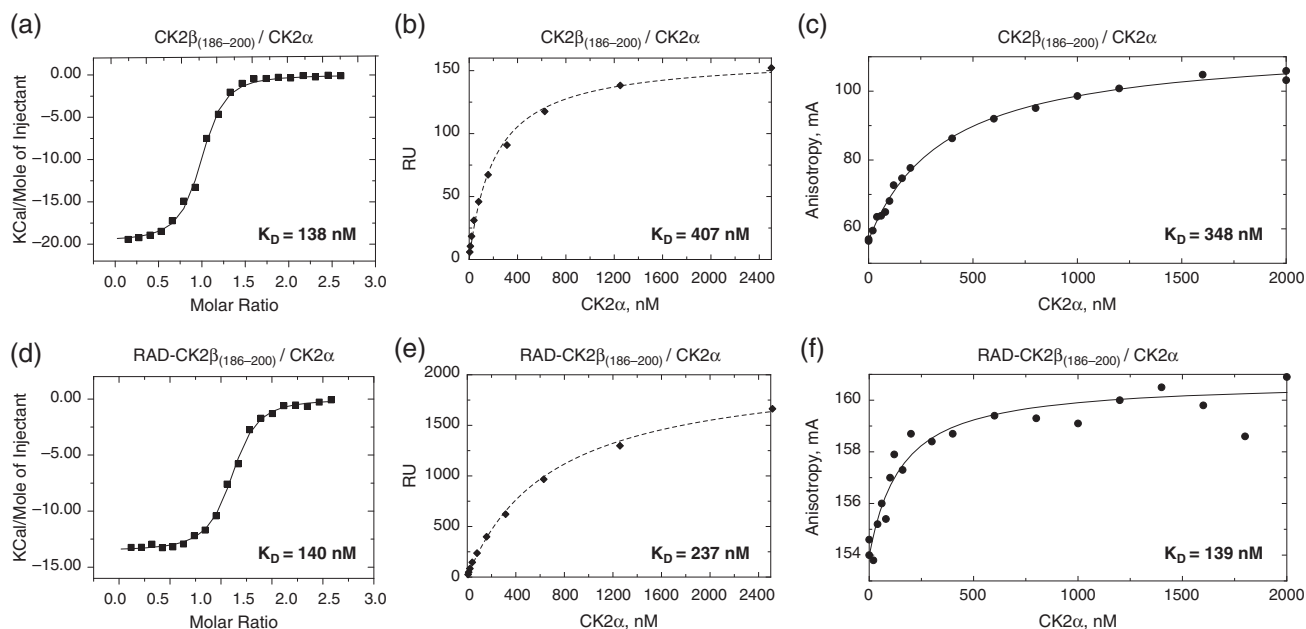 (a)
CK2β(186–200) / CK2α
0.00
−5.00
−10.00
−15.00
−20.00
KCal/Mole of Injectant
KD = 138 nM
0.0 0.5 1.0 1.5 2.0 2.5 3.0
Molar Ratio
(b)
CK2β(186–200) / CK2α
150
100
50
0
RU
KD = 407 nM
400 800 1200 1600 2000 2400
CK2α, nM
(c)
CK2β(186–200) / CK2α
100
80
60
Anisotropy, mA
KD = 348 nM
0 500 1000 1500 2000
CK2α, nM
(d)
RAD-CK2β(186–200) / CK2α
0.00
−5.00
−10.00
−15.00
KCal/Mole of Injectant
KD = 140 nM
0.0 0.5 1.0 1.5 2.0 2.5 3.0
Molar Ratio
(e)
RAD-CK2β(186–200) / CK2α
2000
1500
1000
500
0
RU
KD = 237 nM
400 800 1200 1600 2000 2400
CK2α, nM
(f)
RAD-CK2β(186–200) / CK2α
160
158
156
154
Anisotropy, mA
KD = 139 nM
0 500 1000 1500 2000
CK2α, nM